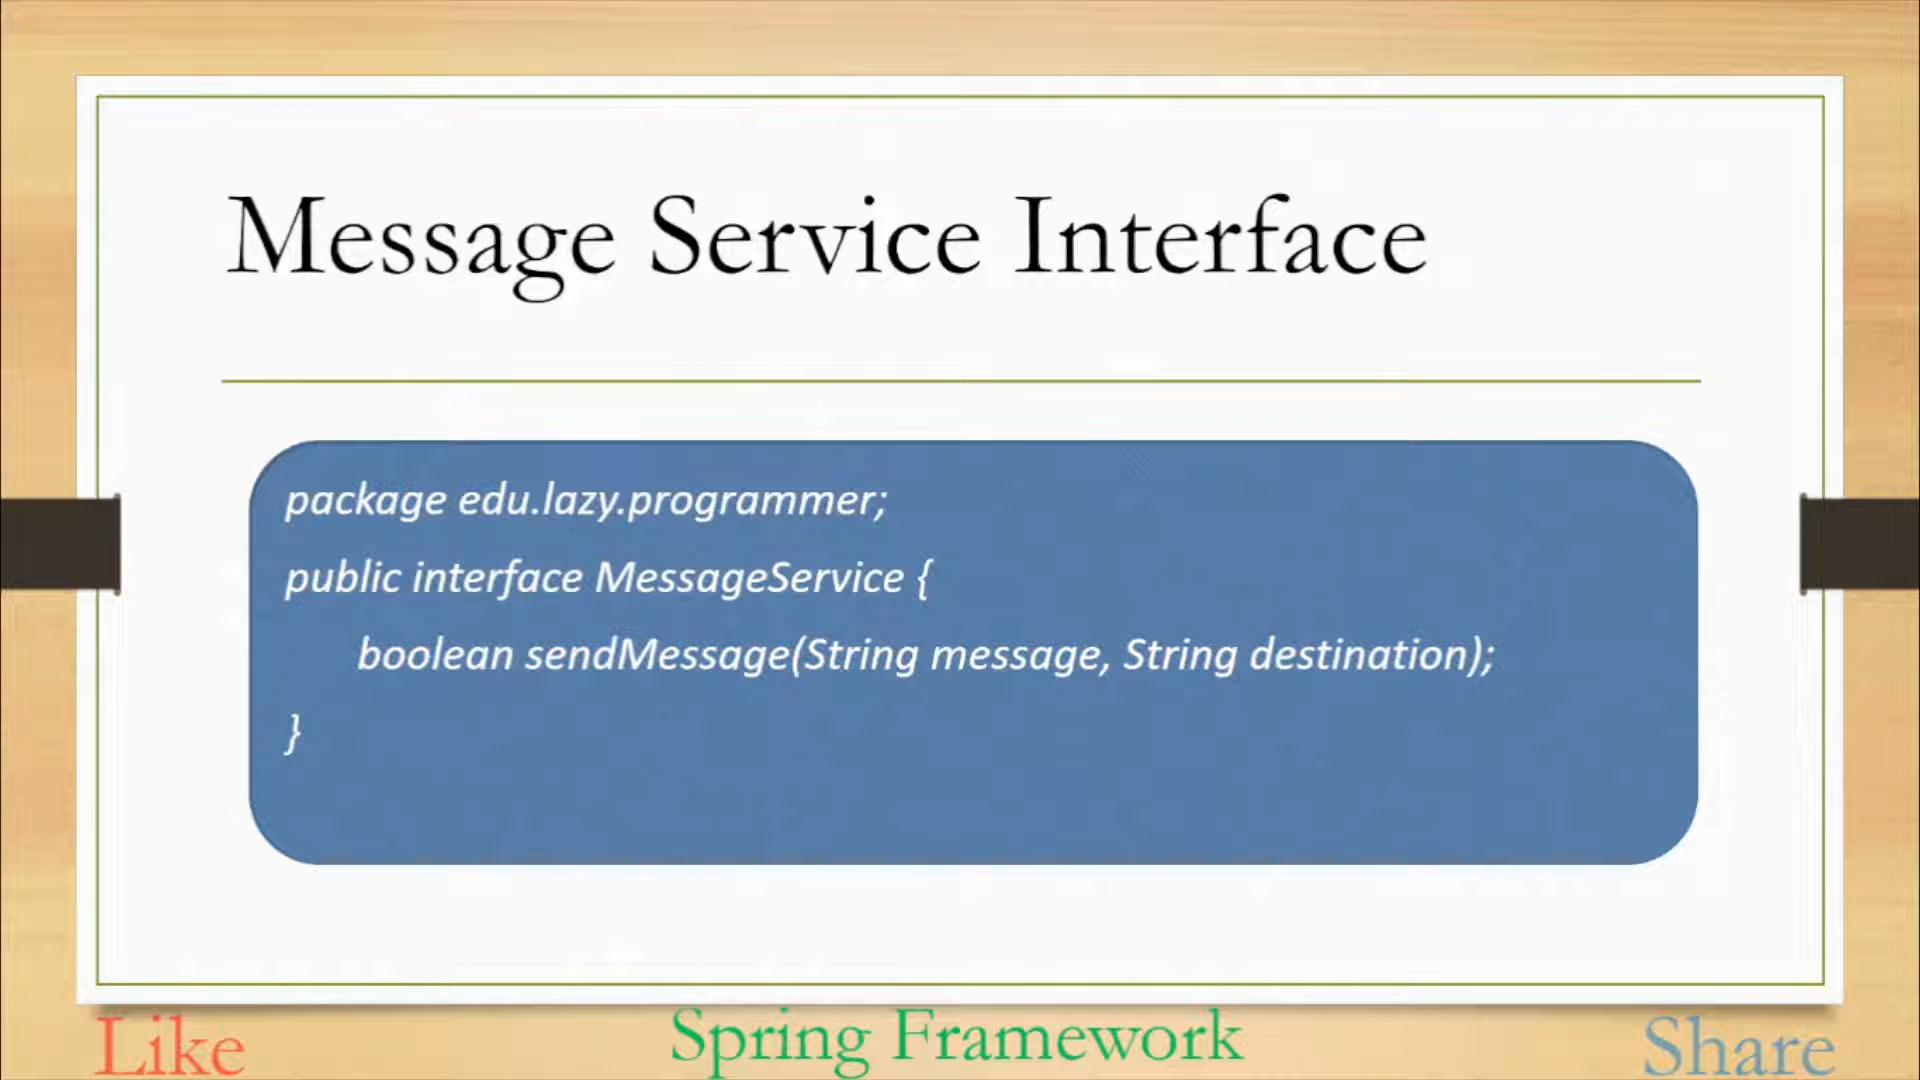 Message Service Interface
package edu.lazy.programmer;
public interface MessageService {
boolean sendMessage(String message, String destination);
}
Like
Spring Framework
Share